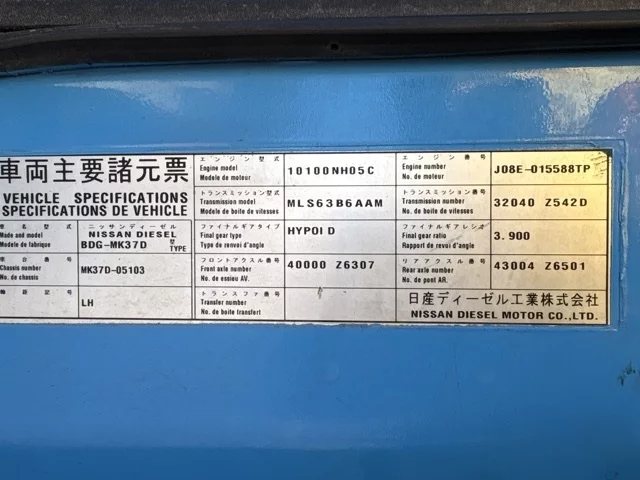 車両主要諸元票
VEHICLE SPECIFICATIONS
SPECIFICATIONS DE VEHICLE
車名・型式
Made and model
Modele de fabrique
ニッサンディーゼル
NISSAN DIESEL
BDG-MK37D 型式 TYPE
車台番号
Chassis number
No. de chassis
MK37D-05103
機能記号
LH
エンジン型式
Engine model
Modele de moteur
10100NH05C
トランスミッション型式
Transmission model
Modele de boite de vitesses
MLS63B6AAM
ファイナルギアタイプ
Final gear type
Type de renvoi d'angle
HYPOID
フロントアクスル番号
Front axle number
No. de essieu AV.
40000 Z6307
トランスファ番号
Transfer number
No. de boite transfert
エンジン番号
Engine number
No. de moteur
J08E-015588TP
トランスミッション番号
Transmission number
No. de boite de vitesses
32040 Z542D
ファイナルギアレシオ
Final gear ratio
Rapport de renvoi d'angle
3.900
リアアクスル番号
Rear axle number
No. de pont AR.
43004 Z6501
日産ディーゼル工業株式会社
NISSAN DIESEL MOTOR CO.,LTD.